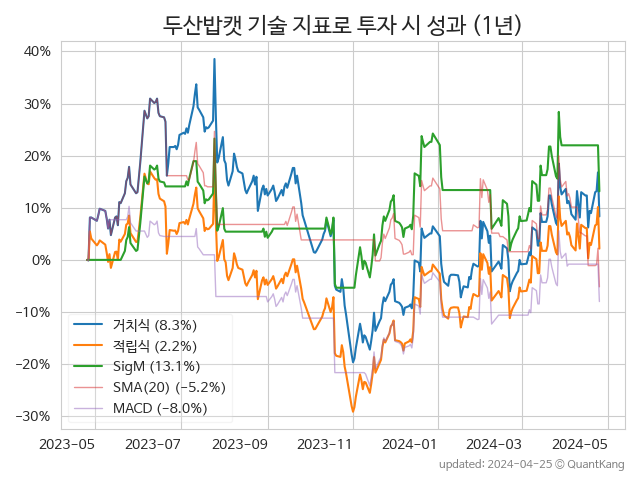 두산밥캣 기술 지표로 투자 시 성과 (1년)
40%
30%
20%
10%
0%
−10%
−20%
−30%
거치식 (8.3%)
적립식 (2.2%)
SigM (13.1%)
SMA(20) (−5.2%)
MACD (−8.0%)
2023-05
2023-07
2023-09
2023-11
2024-01
2024-03
2024-05
updated: 2024-04-25 © QuantKang